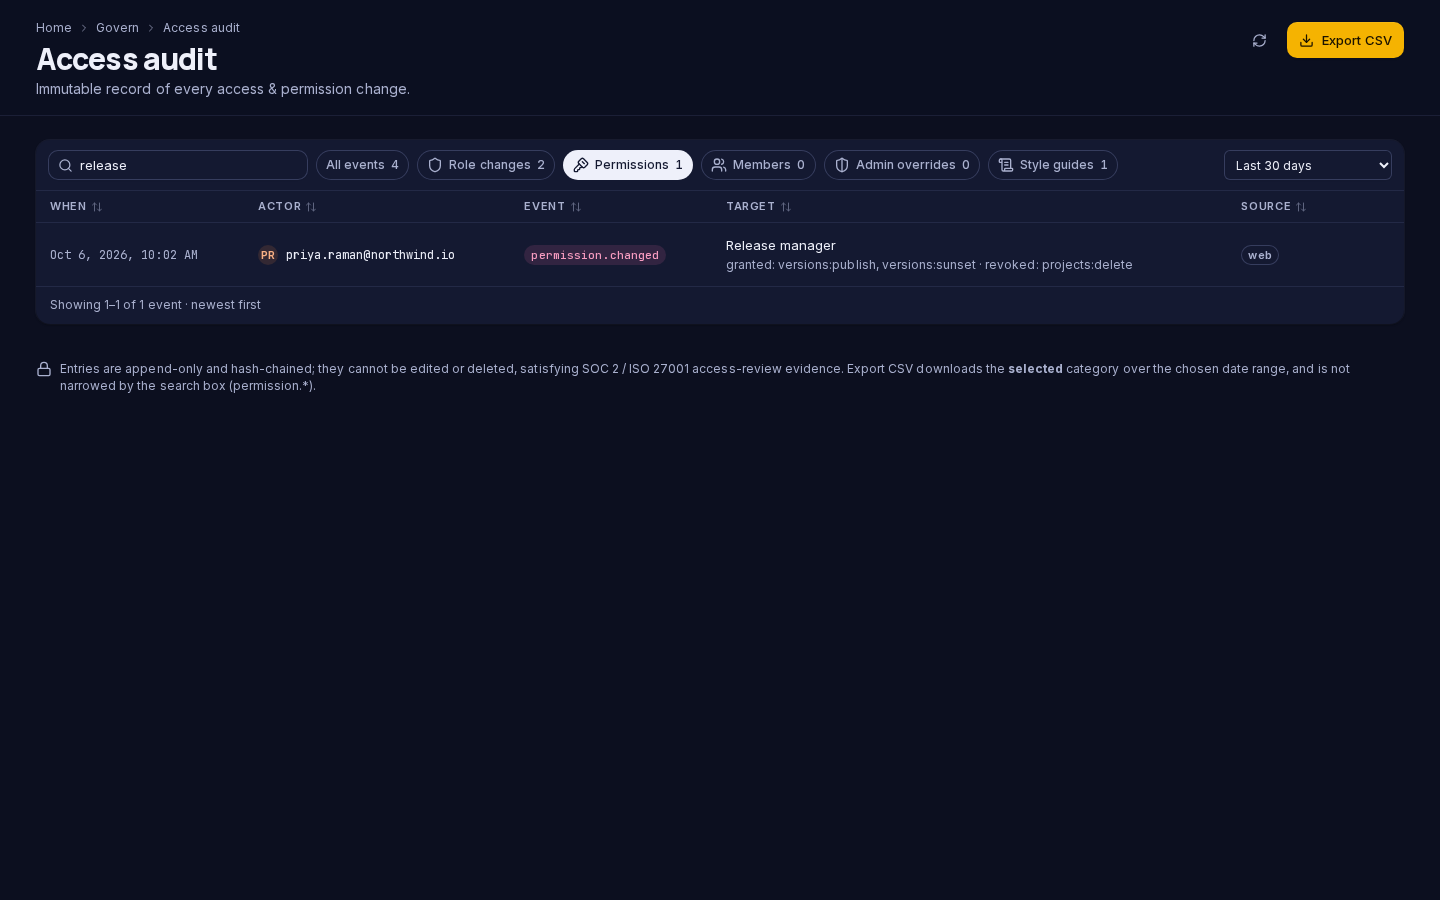 Home > Govern > Access audit
Access audit
Immutable record of every access & permission change.
Export CSV
release
All events 4
Role changes 2
Permissions 1
Members 0
Admin overrides 0
Style guides 1
Last 30 days
WHEN
ACTOR
EVENT
TARGET
SOURCE
Oct 6, 2026, 10:02 AM
PR
priya.raman@northwind.io
permission.changed
Release manager
granted: versions:publish, versions:sunset · revoked: projects:delete
web
Showing 1–1 of 1 event · newest first
Entries are append-only and hash-chained; they cannot be edited or deleted, satisfying SOC 2 / ISO 27001 access-review evidence. Export CSV downloads the selected category over the chosen date range, and is not
narrowed by the search box (permission.*).